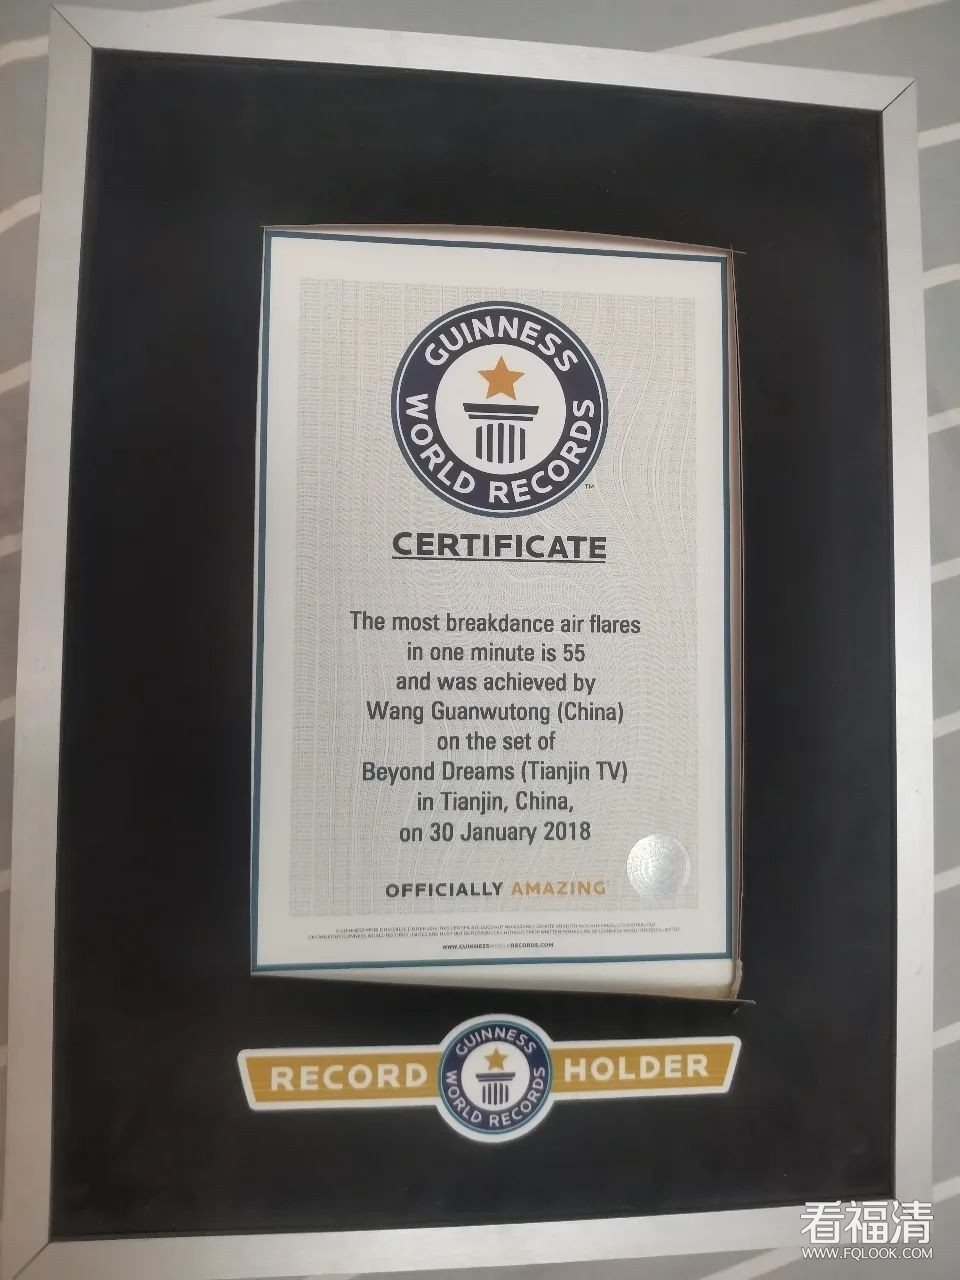 GUINNESS
WORLD RECORDS
™
CERTIFICATE
The most breakdance air flares
in one minute is 55
and was achieved by
Wang Guanwutong (China)
on the set of
Beyond Dreams (Tianjin TV)
in Tianjin, China,
on 30 January 2018
OFFICIALLY AMAZING
WWW.GUINNESSWORLDRECORDS.COM
RECORD
GUINNESS
WORLD RECORDS
HOLDER
看福清
WWW.FQLOOK.COM